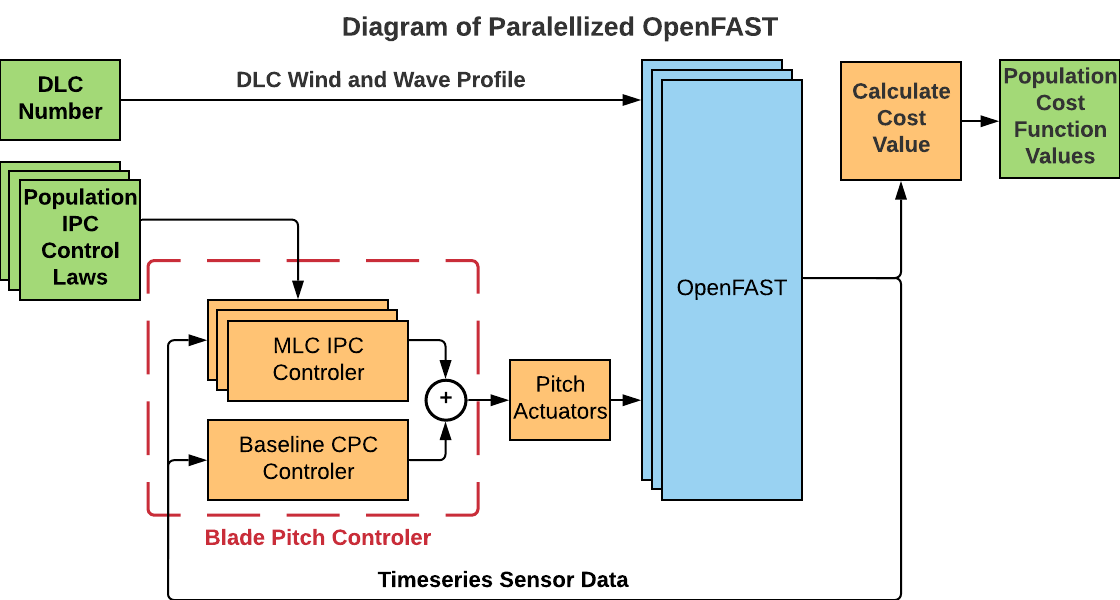 Diagram of Paralellized OpenFAST
DLC
Number
DLC Wind and Wave Profile
Calculate
Cost
Value
Population
Cost
Function
Values
Population
IPC
Control
Laws
OpenFAST
MLC IPC
Controler
+
Pitch
Actuators
Baseline CPC
Controler
Blade Pitch Controler
Timeseries Sensor Data